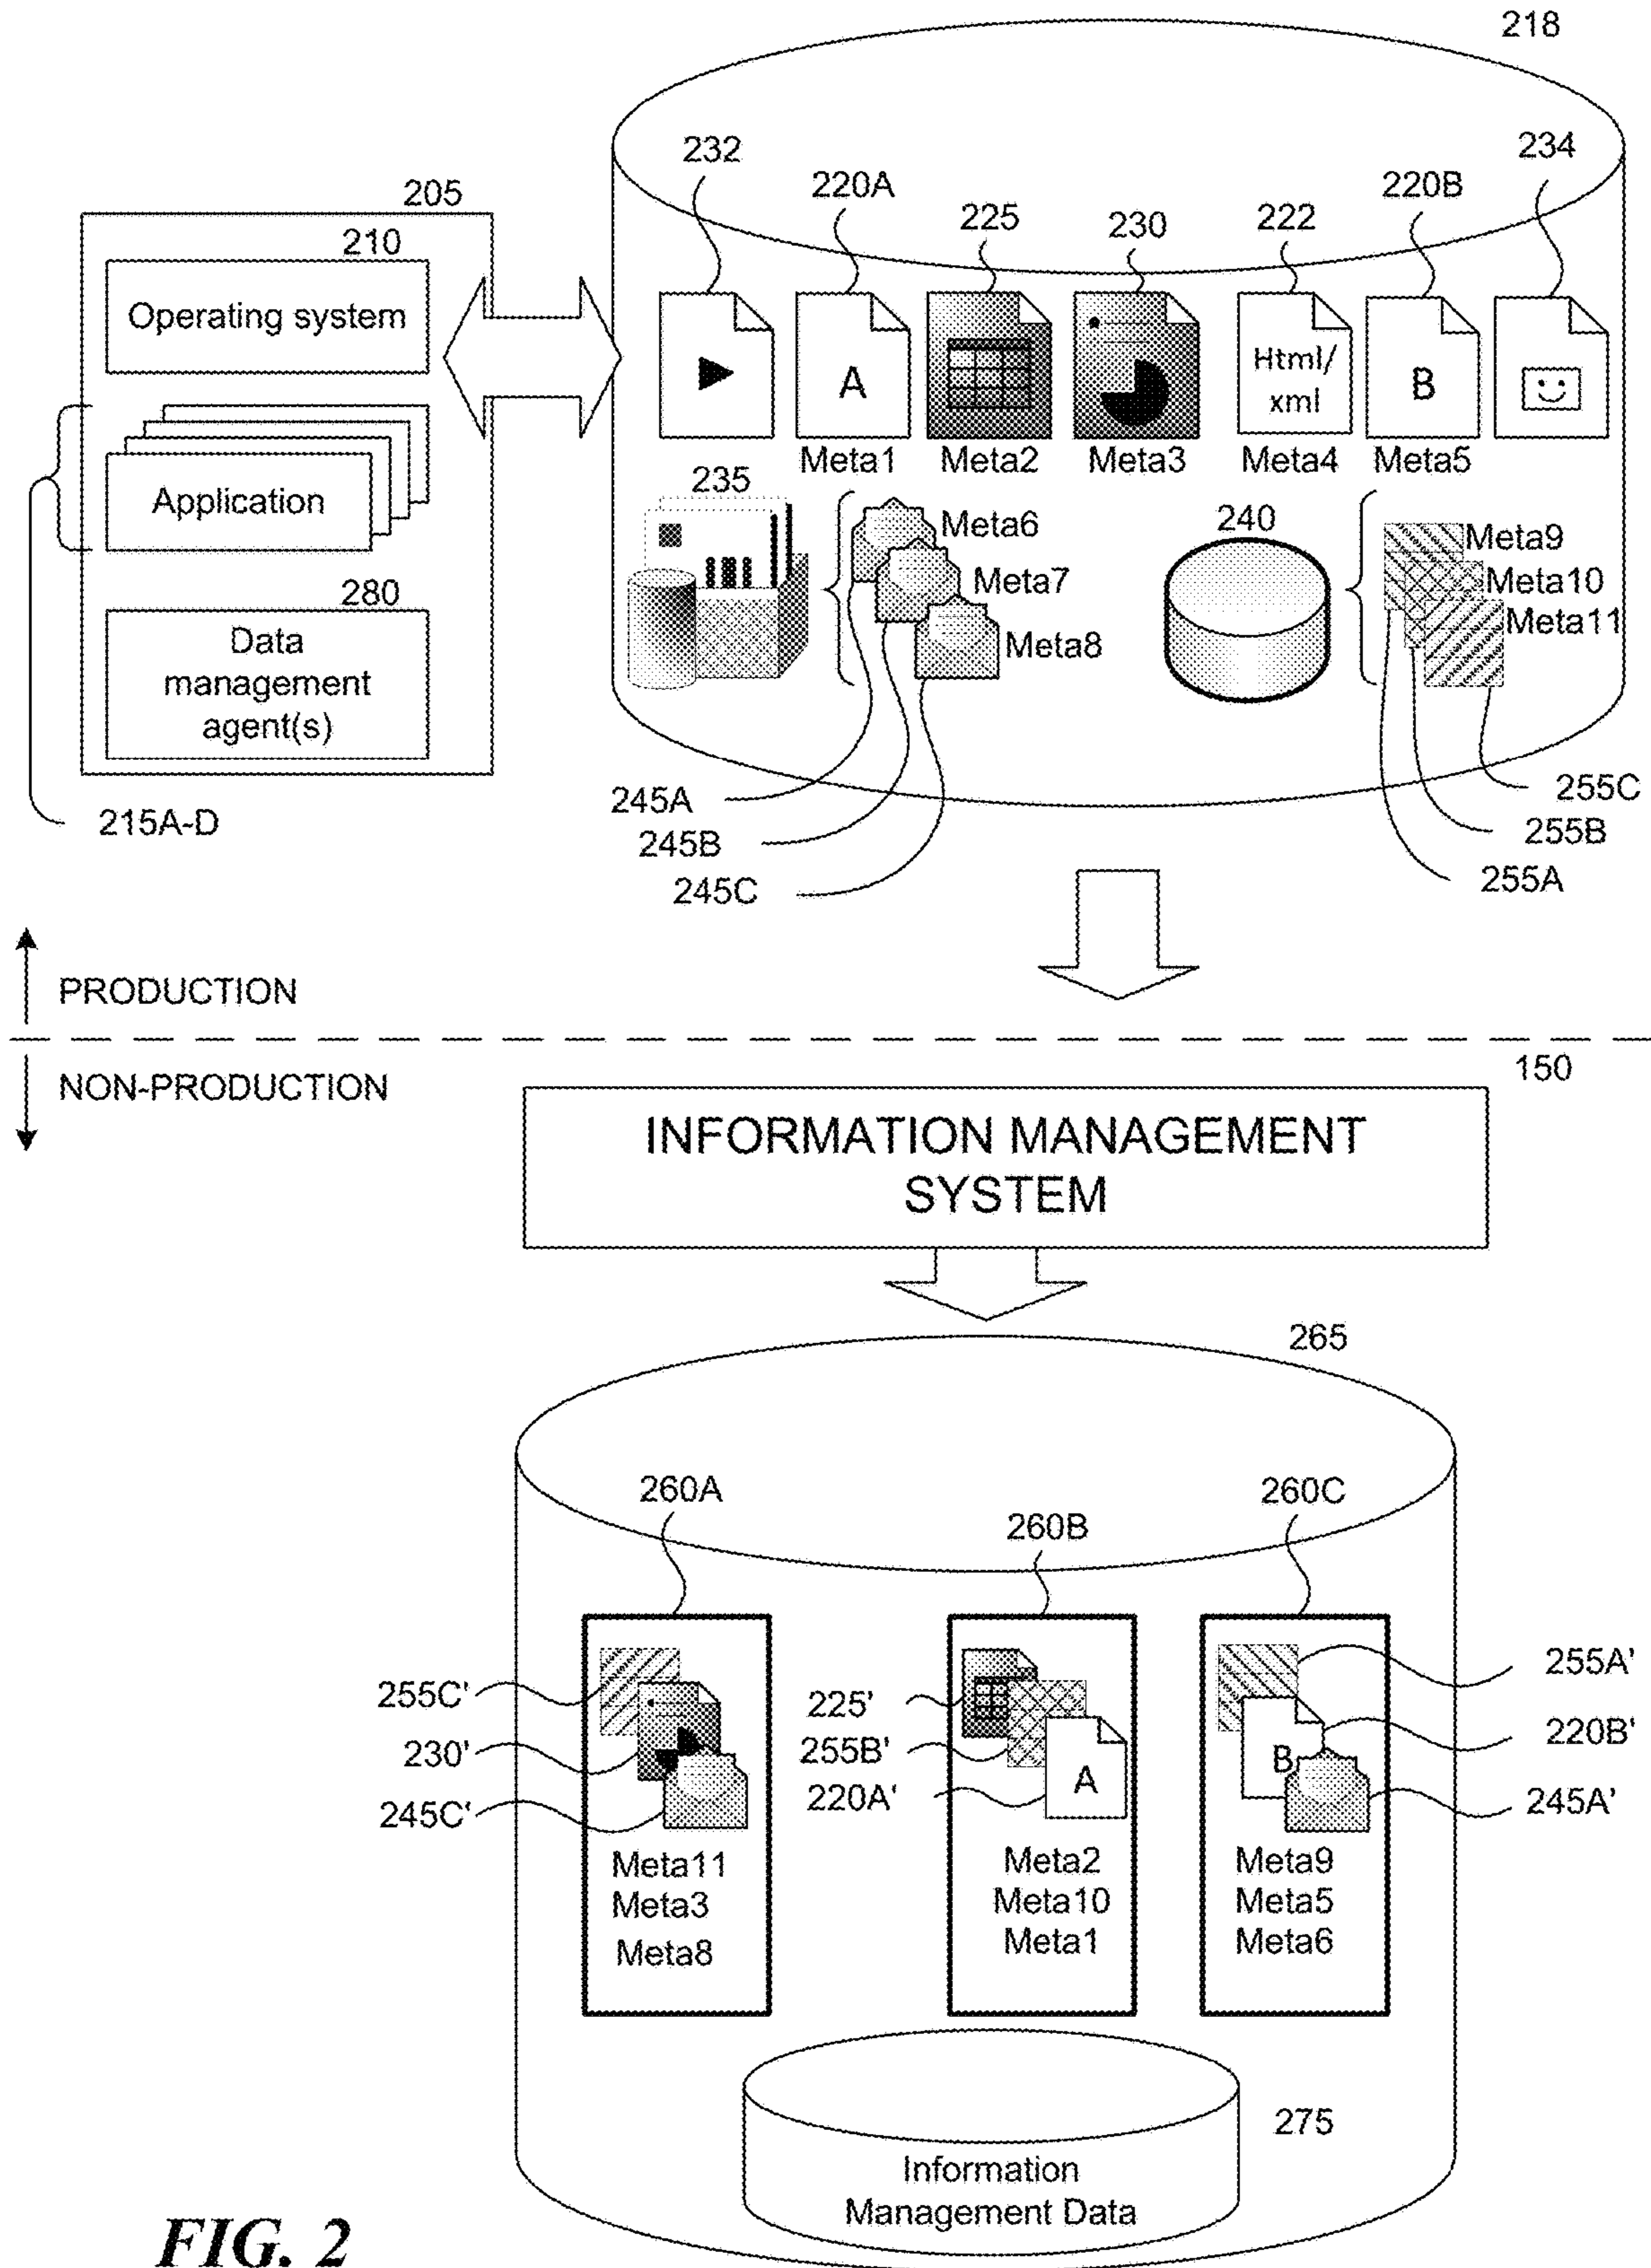 218
232
220A
225
230
222
220B
234
205
210
Operating system
Application
280
Data
management
agent(s)
215A-D
A
Html/
xml
B
Meta1
Meta2
Meta3
Meta4
Meta5
235
Meta6
Meta7
Meta8
240
Meta9
Meta10
Meta11
245A
245B
245C
255C
255B
255A
PRODUCTION
NON-PRODUCTION
150
INFORMATION MANAGEMENT
SYSTEM
265
260A
260B
260C
255C'
230'
245C'
225'
255B'
220A'
A
B
255A'
220B'
245A'
Meta11
Meta3
Meta8
Meta2
Meta10
Meta1
Meta9
Meta5
Meta6
275
Information
Management Data
FIG. 2